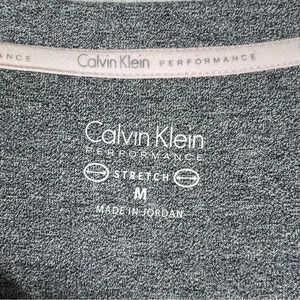 Calvin Klein PERFORMANCE
Calvin Klein
PERFORMANCE
STRETCH
M
MADE IN JORDAN